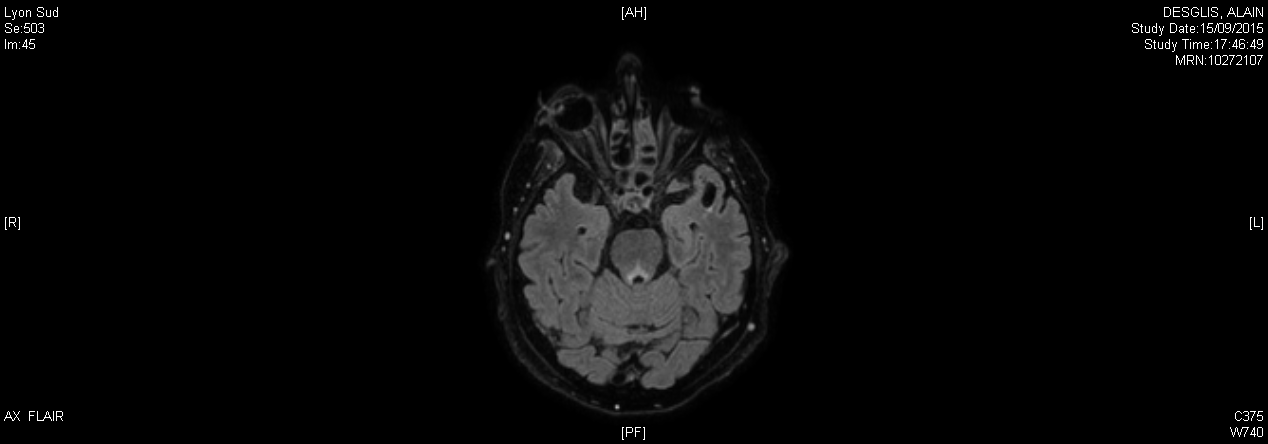 Lyon Sud
Se:503
Im:45
[AH]
DESGLIS, ALAIN
Study Date:15/09/2015
Study Time:17:46:49
MRN:10272107
[R]
[L]
AX FLAIR
[PF]
C375
W740